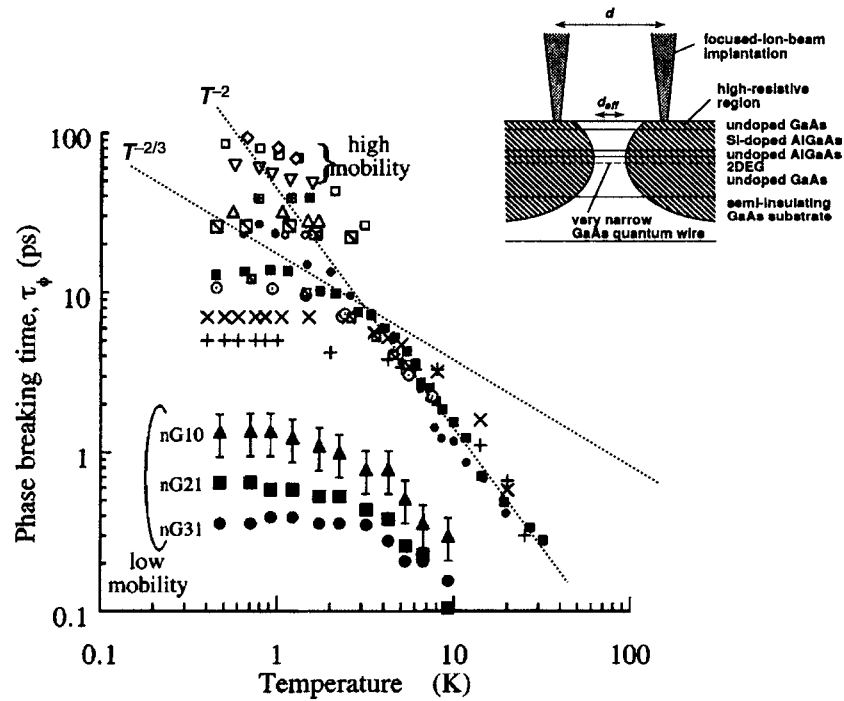 d
focused-ion-beam
implantation
d_eff
high-resistive
region
undoped GaAs
Si-doped AlGaAs
undoped AlGaAs
2DEG
undoped GaAs
semi-insulating
GaAs substrate
very narrow
GaAs quantum wire
T^-2
T^-2/3
high
mobility
100
10
1
0.1
Phase breaking time, τ_ϕ (ps)
nG10
nG21
nG31
low
mobility
0.1
1
10
100
Temperature (K)